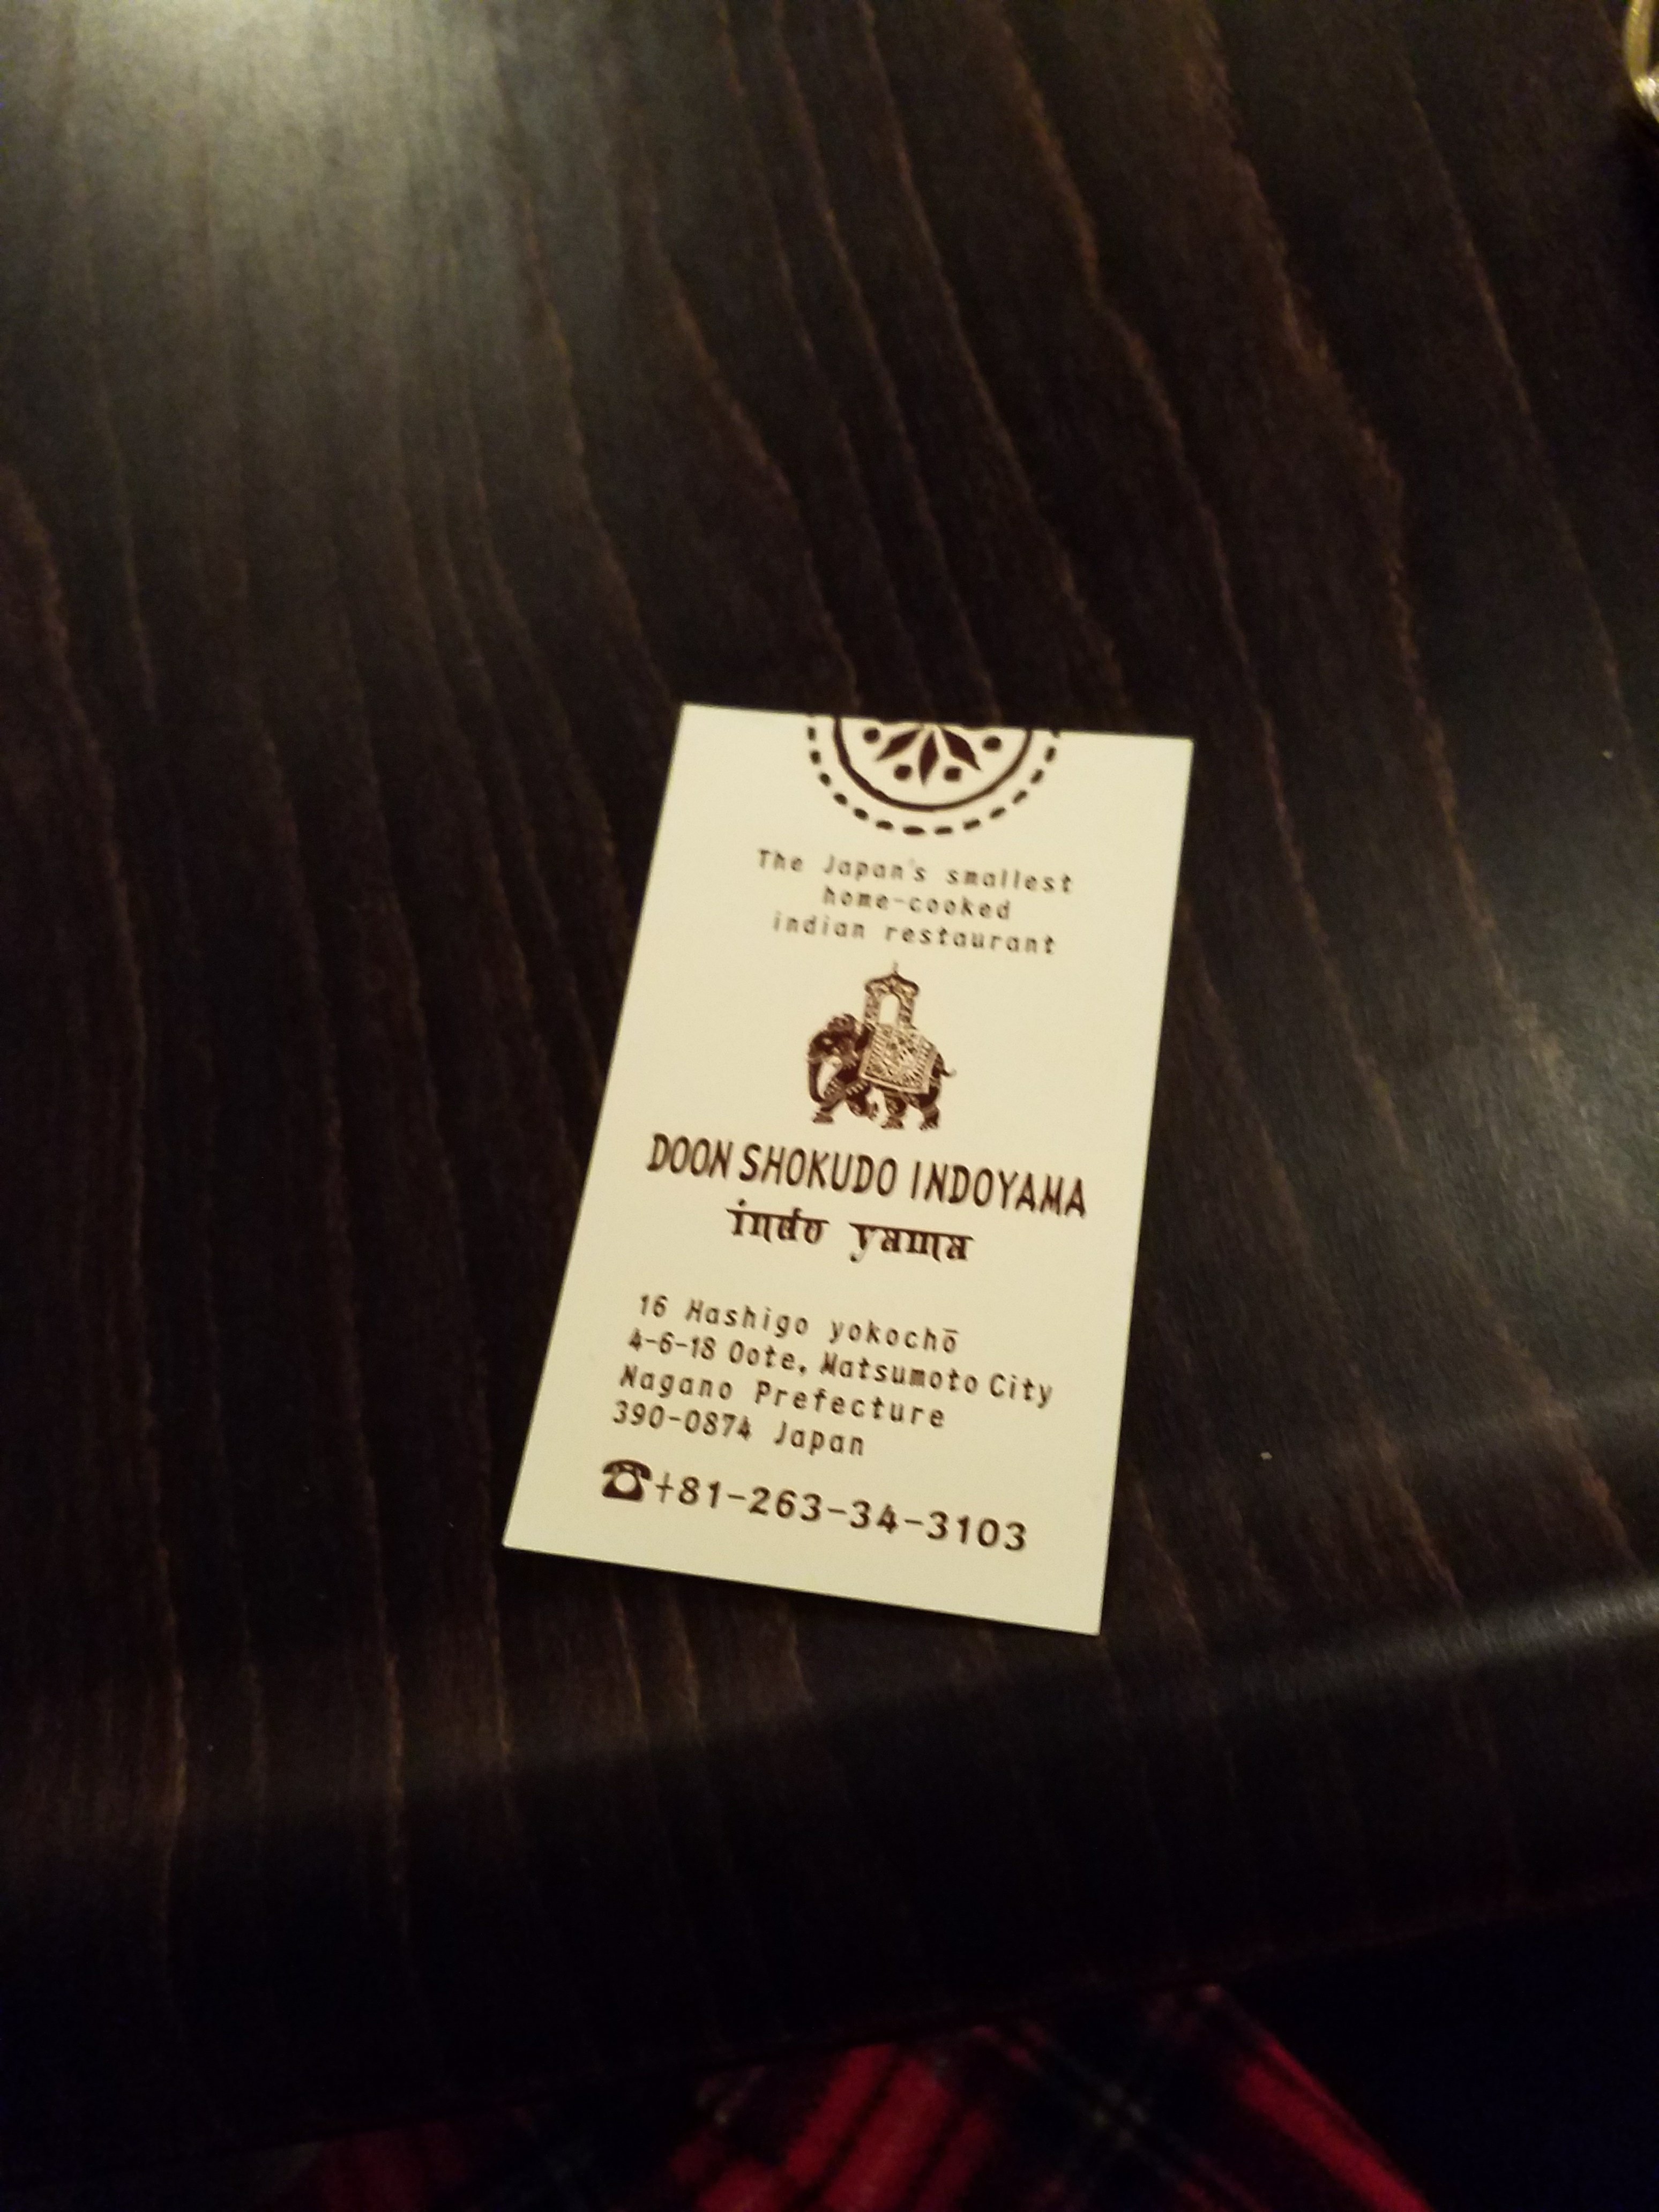 The Japan's smallest
home-cooked
indian restaurant
DOON SHOKUDO INDOYAMA
indo yama
16 Hashigo yokochō
4-6-18 Oote, Matsumoto City
Nagano Prefecture
390-0874 Japan
☎+81-263-34-3103